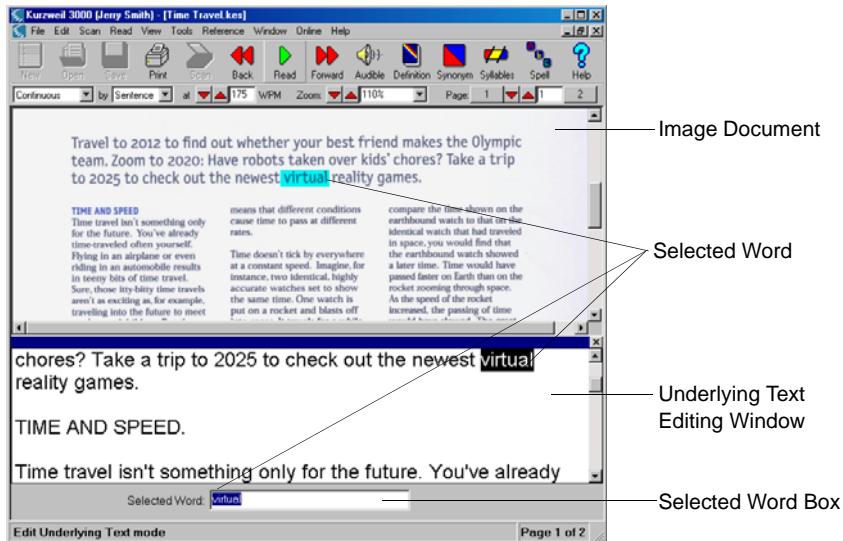 Kurzweil 3000 (Jerry Smith) - [Time Travel.kes]
File Edit Scan Read View Tools Reference Window Online Help
New Open Save Print Scan Back Read Forward Audible Definition Synonym Syllables Spell Help
Continuous by Sentence at 175 WPM Zoom: 110% Page: 1 1 2
Travel to 2012 to find out whether your best friend makes the Olympic
team. Zoom to 2020: Have robots taken over kids' chores? Take a trip
to 2025 to check out the newest virtual reality games.
TIME AND SPEED
Time travel isn't something only
for the future. You've already
time-traveled often yourself.
Flying in an airplane or even
riding in an automobile results
in teeny bits of time travel.
Sure, those itty-bitty time travels
aren't as exciting as, for example,
traveling into the future to meet
means that different conditions
cause time to pass at different
rates.
Time doesn't tick by everywhere
at a constant speed. Imagine, for
instance, two identical, highly
accurate watches set to show
the same time. One watch is
put on a rocket and blasts off
compare the time shown on the
earthbound watch to that on the
identical watch that had traveled
in space, you would find that
the earthbound watch showed
a later time. Time would have
passed faster on Earth than on the
rocket zooming through space.
As the speed of the rocket
increased, the passing of time
chores? Take a trip to 2025 to check out the newest virtual
reality games.
TIME AND SPEED.
Time travel isn't something only for the future. You've already
Selected Word: virtual
Edit Underlying Text mode Page 1 of 2
Image Document
Selected Word
Underlying Text
Editing Window
Selected Word Box